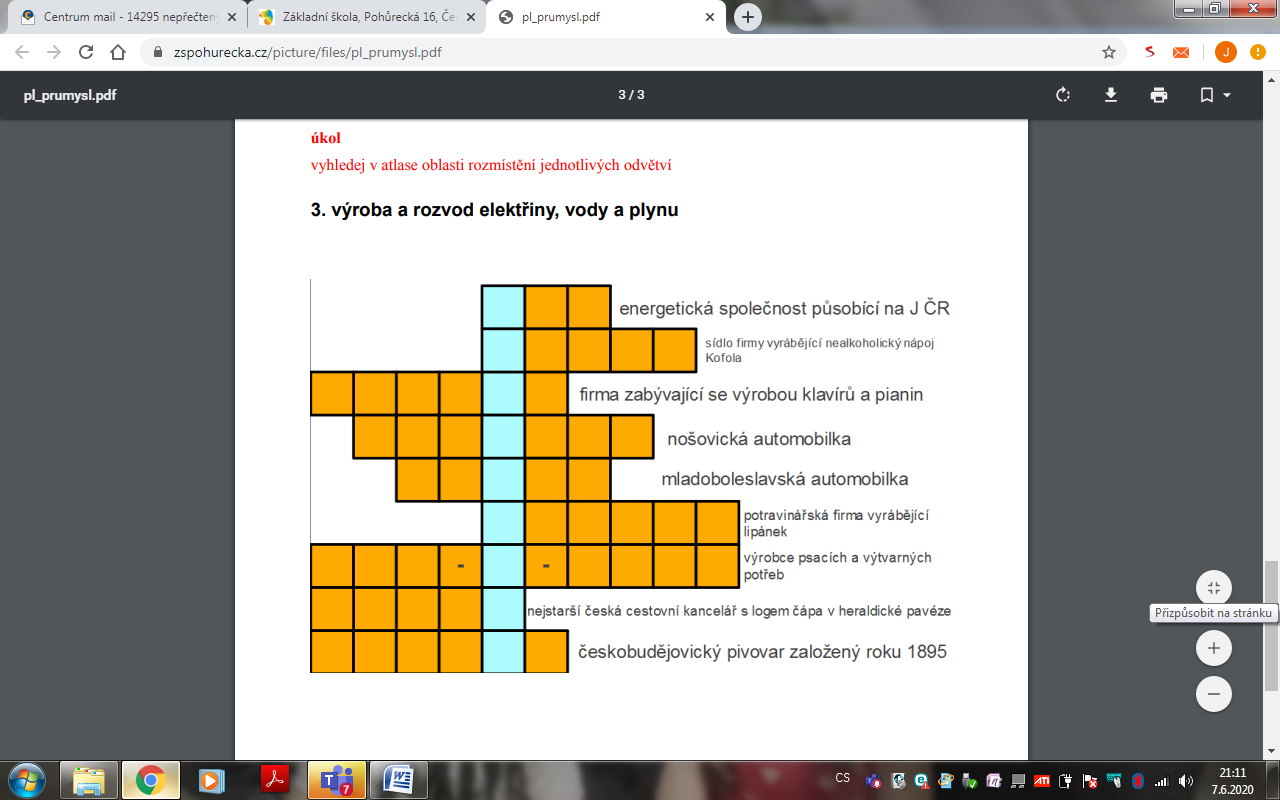 Centrum mail - 14295 nepřečten
Základní škola, Pohůrecká 16, Če
pl_prumysl.pdf
zspohurecka.cz/picture/files/pl_prumysl.pdf
S
J
pl_prumysl.pdf
3 / 3
úkol
vyhledej v atlase oblasti rozmístění jednotlivých odvětví
3. výroba a rozvod elektřiny, vody a plynu
energetická společnost působící na J ČR
sídlo firmy vyrábějící nealkoholický nápoj
Kofola
firma zabývající se výrobou klavírů a pianin
nošovická automobilka
mladoboleslavská automobilka
potravinářská firma vyrábějící
lipánek
- -
výrobce psacích a výtvarných
potřeb
nejstarší česká cestovní kancelář s logem čápa v heraldické pavéze
českobudějovický pivovar založený roku 1895
Přizpůsobit na stránku
7
CS
ATI
21:11
7.6.2020